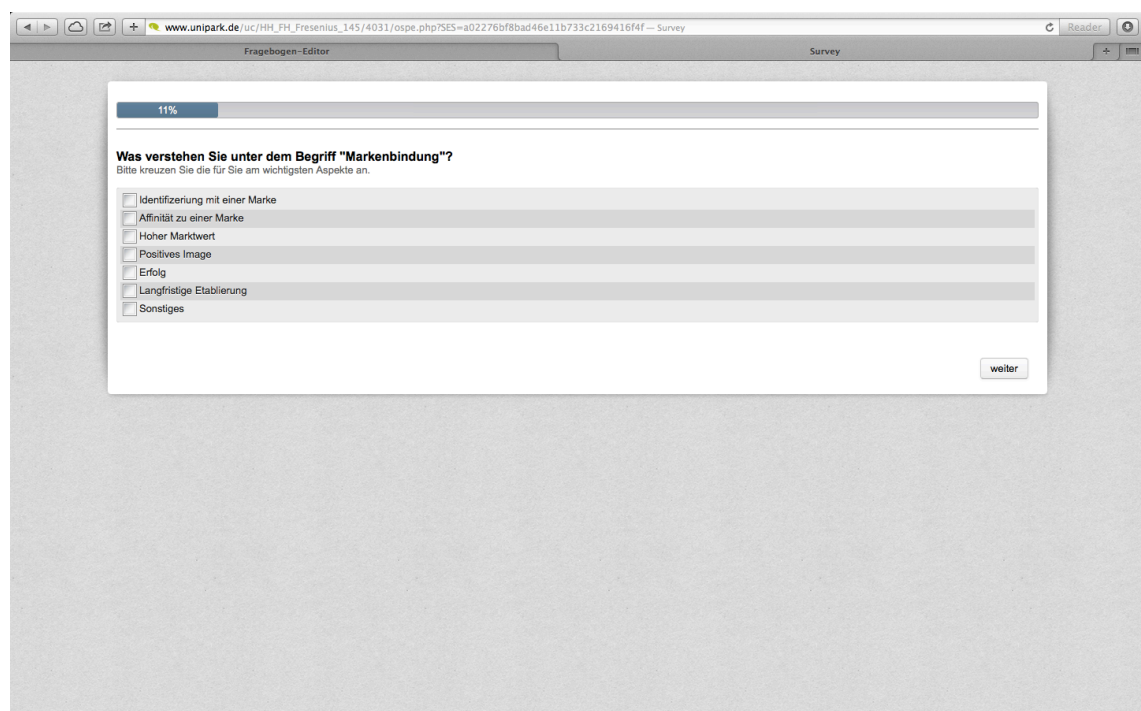 www.unipark.de/uc/HH_FH_Fresenius_145/4031/ospe.php?SES=a02276bf8bad46e11b733c2169416f4f — Survey
Reader
Fragebogen-Editor
Survey
11%
Was verstehen Sie unter dem Begriff "Markenbindung"?
Bitte kreuzen Sie die für Sie am wichtigsten Aspekte an.
Identifizeriung mit einer Marke
Affinität zu einer Marke
Hoher Marktwert
Positives Image
Erfolg
Langfristige Etablierung
Sonstiges
weiter